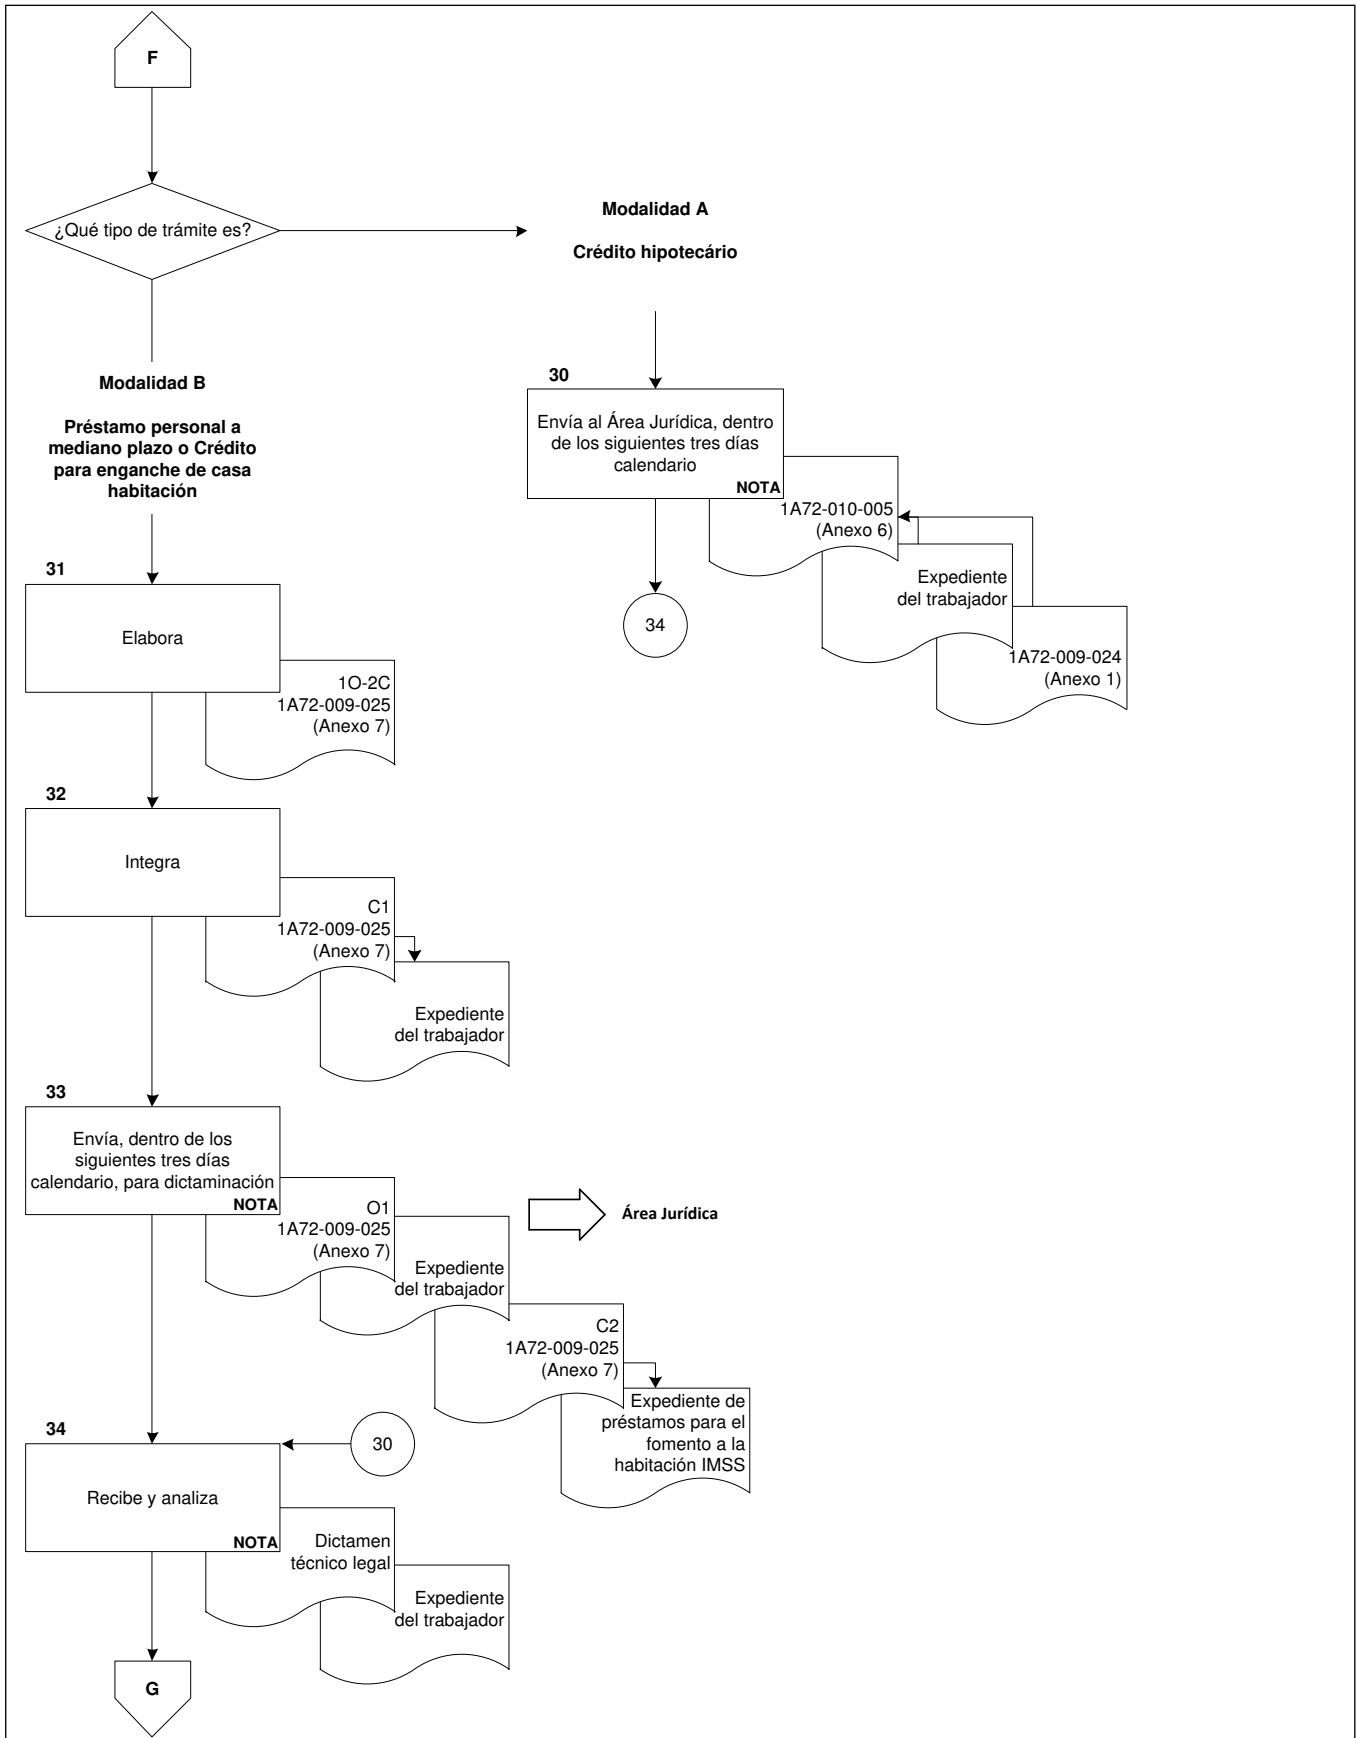 F
¿Qué tipo de trámite es?
Modalidad A
Crédito hipotecário
30
Envía al Área Jurídica, dentro
de los siguientes tres días
calendario
NOTA
1A72-010-005
(Anexo 6)
Expediente
del trabajador
1A72-009-024
(Anexo 1)
34
Modalidad B
Préstamo personal a
mediano plazo o Crédito
para enganche de casa
habitación
31
Elabora
1O-2C
1A72-009-025
(Anexo 7)
32
Integra
C1
1A72-009-025
(Anexo 7)
Expediente
del trabajador
33
Envía, dentro de los
siguientes tres días
calendario, para dictaminación
NOTA
O1
1A72-009-025
(Anexo 7)
Expediente
del trabajador
C2
1A72-009-025
(Anexo 7)
Expediente de
préstamos para el
fomento a la
habitación IMSS
Área Jurídica
34
30
Recibe y analiza
NOTA
Dictamen
técnico legal
Expediente
del trabajador
G